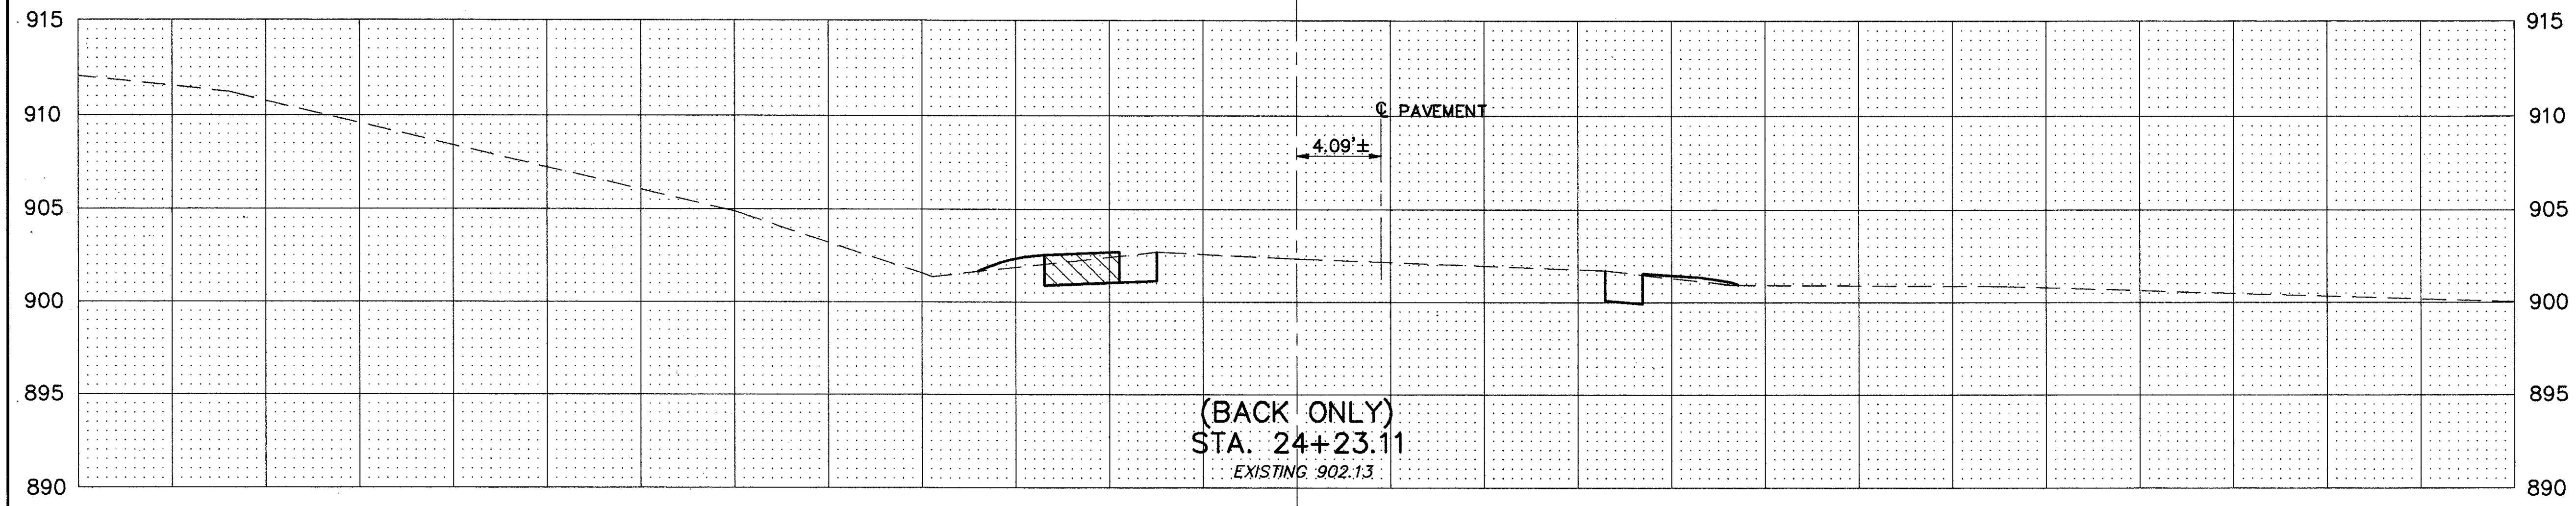 915 915
910 ℄ PAVEMENT 910
4.09'±
905 905
900 900
895 895
(BACK ONLY)
STA. 24+23.11
EXISTING 902.13
890 890